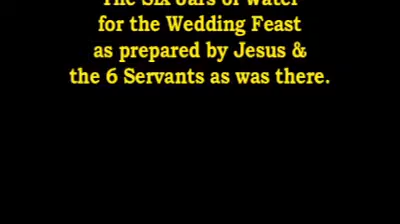 The Six Jars of Water
for the Wedding Feast
as prepared by Jesus &
the 6 Servants as was there.